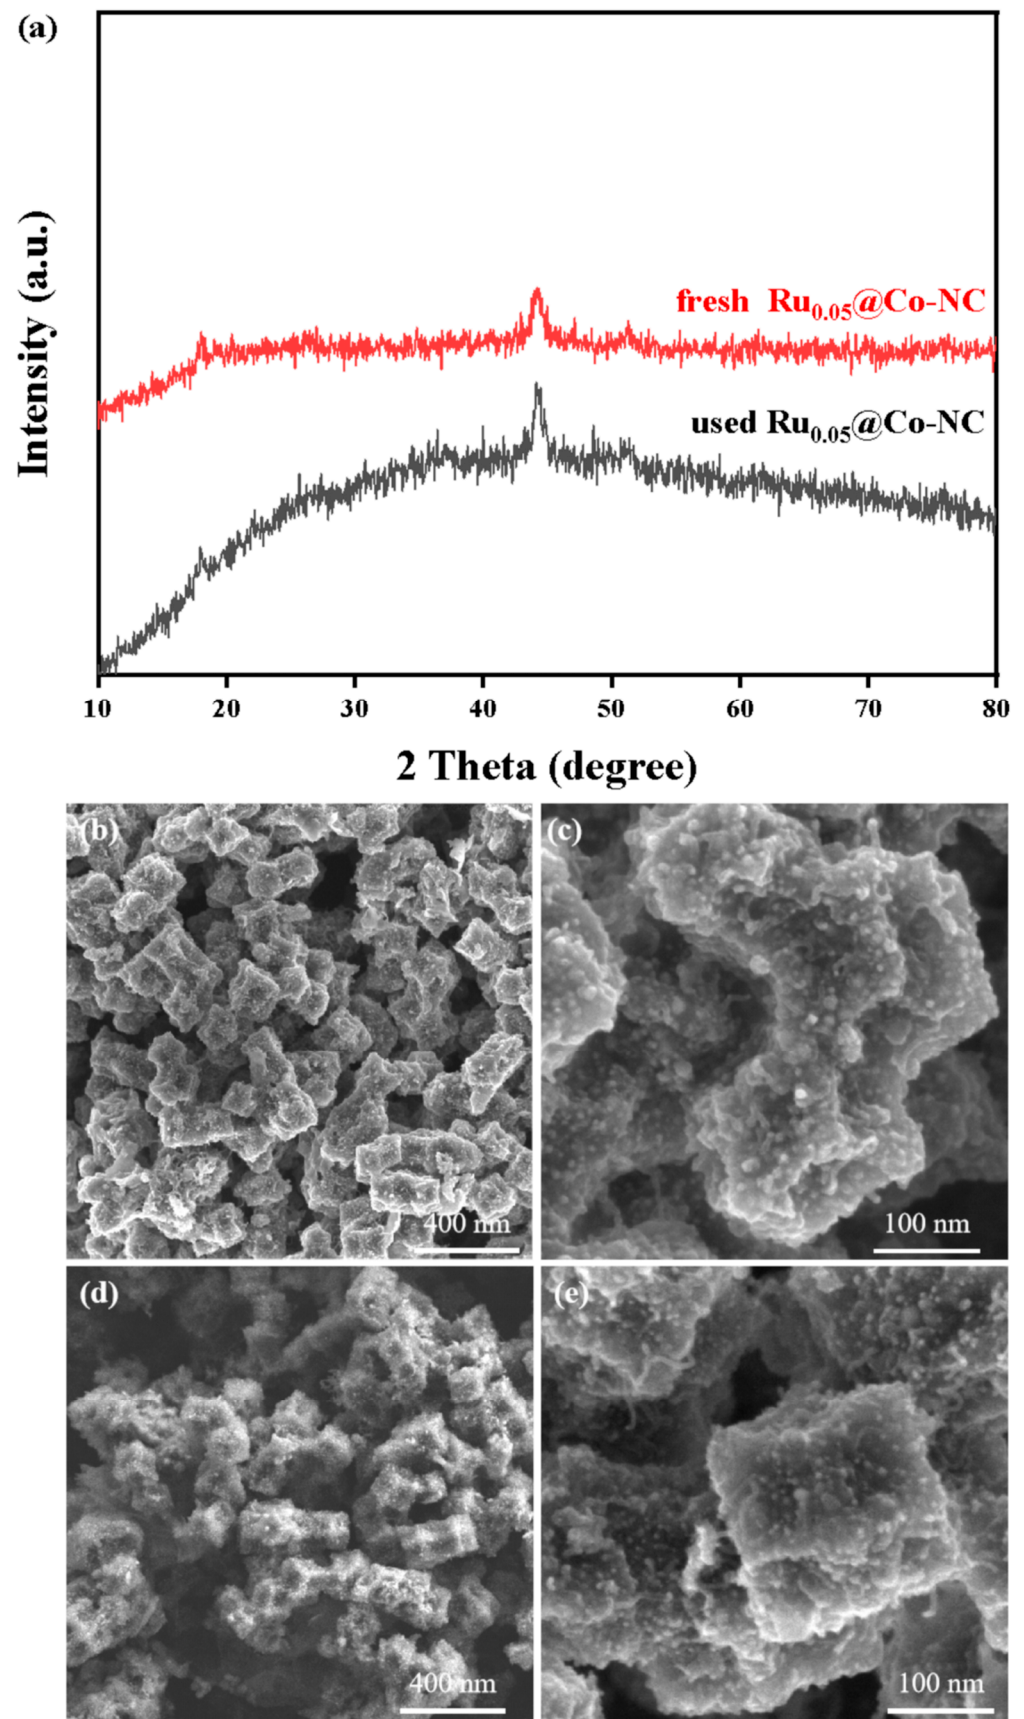 (a)
Intensity (a.u.)
fresh Ru0.05@Co-NC
used Ru0.05@Co-NC
10 20 30 40 50 60 70 80
2 Theta (degree)
(b)
400 nm
(c)
100 nm
(d)
400 nm
(e)
100 nm